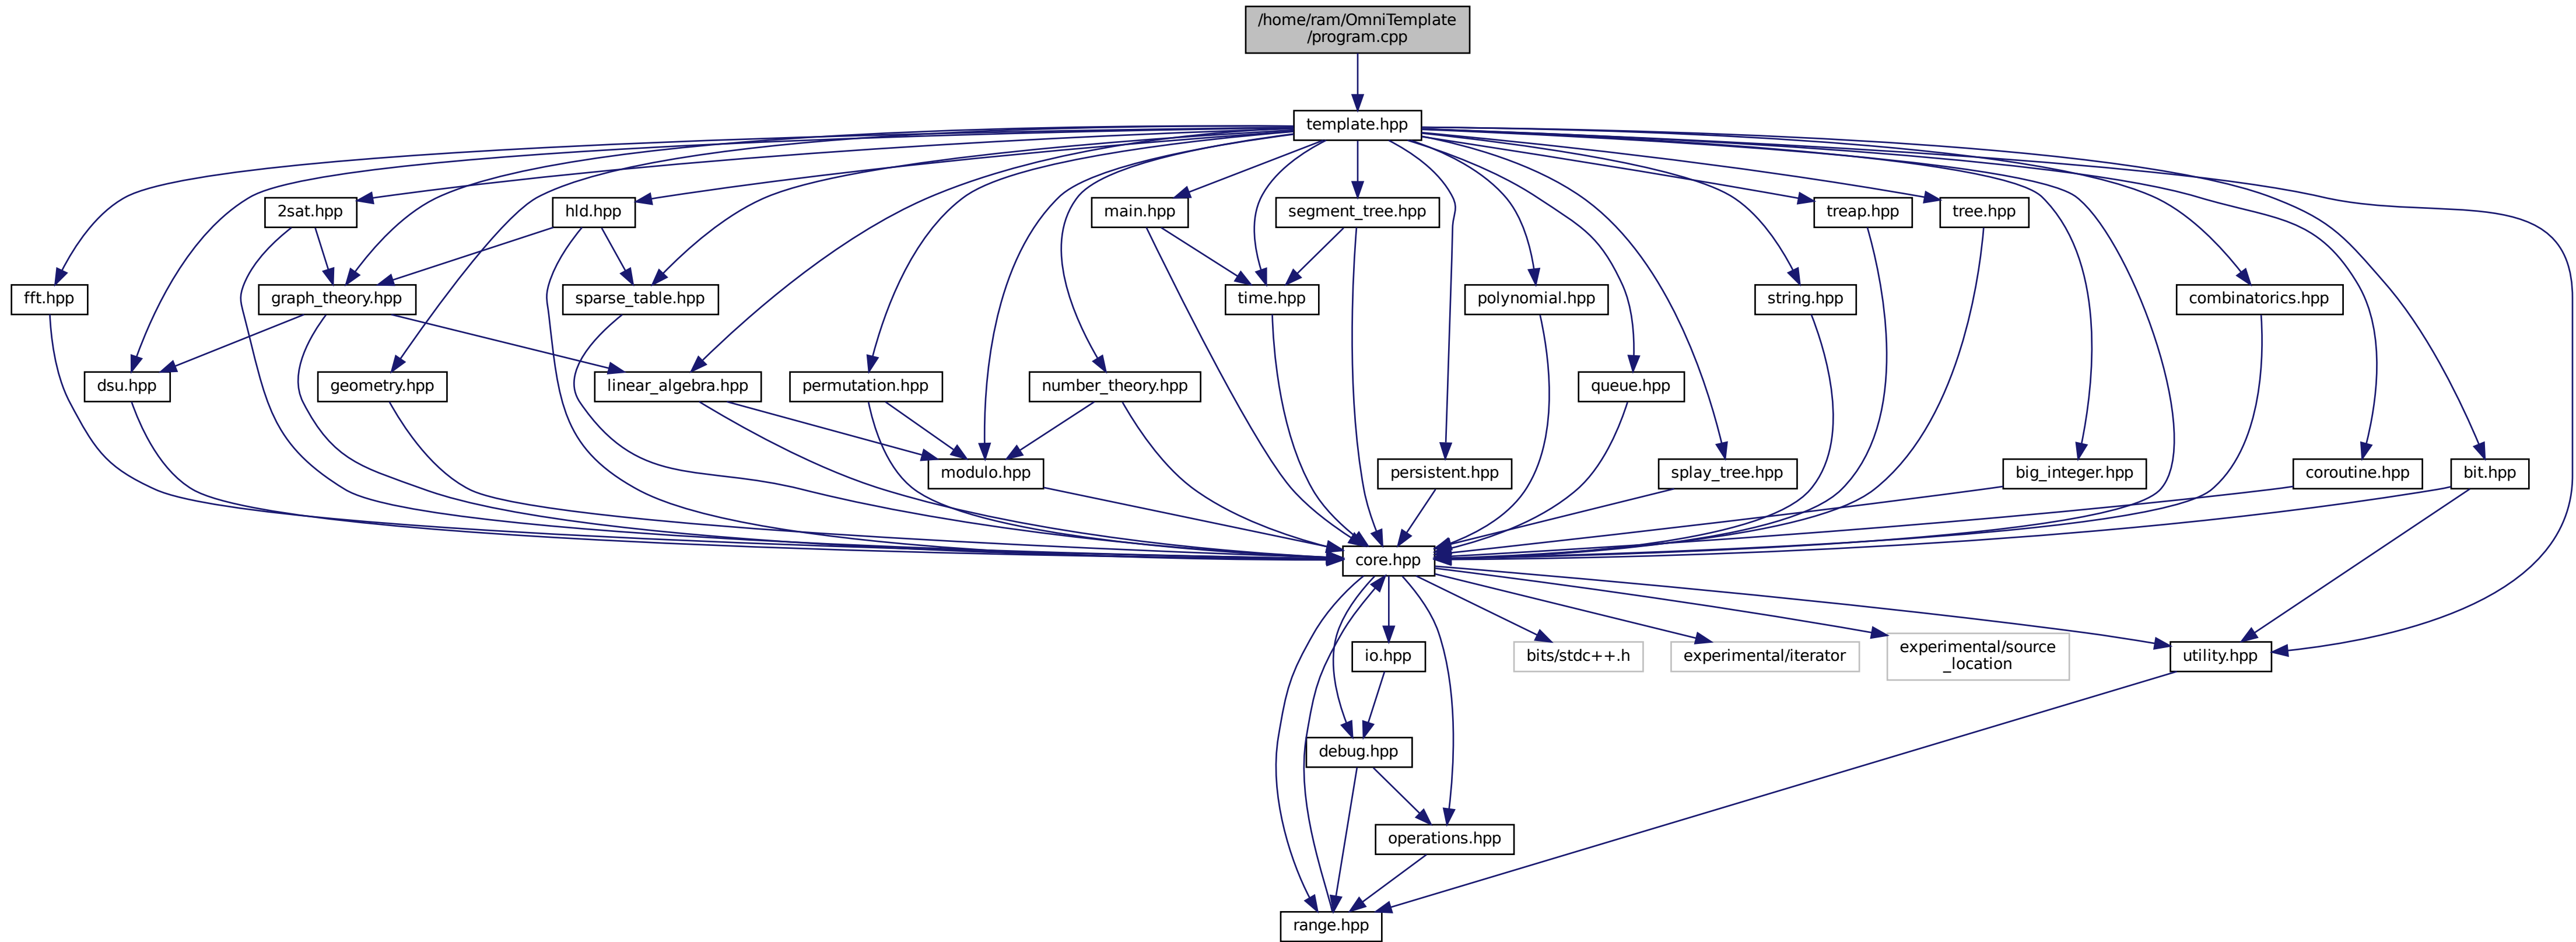 /home/ram/OmniTemplate
/program.cpp
template.hpp
2sat.hpp
hld.hpp
main.hpp
segment_tree.hpp
treap.hpp
tree.hpp
fft.hpp
graph_theory.hpp
sparse_table.hpp
time.hpp
polynomial.hpp
string.hpp
combinatorics.hpp
dsu.hpp
geometry.hpp
linear_algebra.hpp
permutation.hpp
number_theory.hpp
queue.hpp
modulo.hpp
persistent.hpp
splay_tree.hpp
big_integer.hpp
coroutine.hpp
bit.hpp
core.hpp
io.hpp
bits/stdc++.h
experimental/iterator
experimental/source
_location
utility.hpp
debug.hpp
operations.hpp
range.hpp